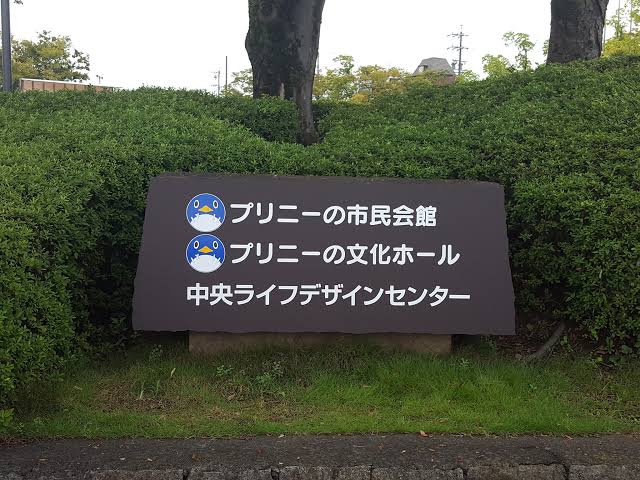 プリニーの市民会館
プリニーの文化ホール
中央ライフデザインセンター